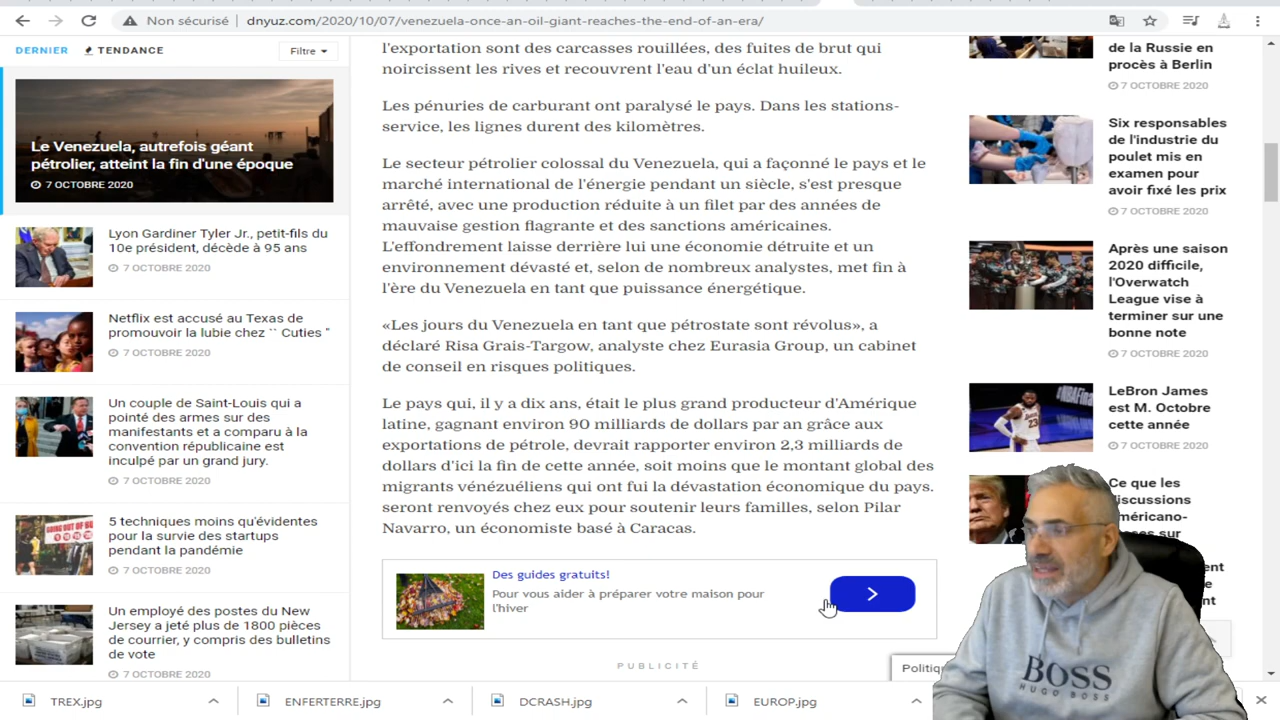 Non sécurisé | dnyuz.com/2020/10/07/venezuela-once-an-oil-giant-reaches-the-end-of-an-era/
DERNIER
TENDANCE
Filtre
Le Venezuela, autrefois géant
pétrolier, atteint la fin d'une époque
7 OCTOBRE 2020
Lyon Gardiner Tyler Jr., petit-fils du
10e président, décède à 95 ans
7 OCTOBRE 2020
Netflix est accusé au Texas de
promouvoir la lubie chez `` Cuties ''
7 OCTOBRE 2020
Un couple de Saint-Louis qui a
pointé des armes sur des
manifestants et a comparu à la
convention républicaine est
inculpé par un grand jury.
7 OCTOBRE 2020
5 techniques moins qu'évidentes
pour la survie des startups
pendant la pandémie
7 OCTOBRE 2020
Un employé des postes du New
Jersey a jeté plus de 1800 pièces
de courrier, y compris des bulletins
de vote
7 OCTOBRE 2020
l'exportation sont des carcasses rouillées, des fuites de brut qui
noircissent les rives et recouvrent l'eau d'un éclat huileux.
Les pénuries de carburant ont paralysé le pays. Dans les stations-
service, les lignes durent des kilomètres.
Le secteur pétrolier colossal du Venezuela, qui a façonné le pays et le
marché international de l'énergie pendant un siècle, s'est presque
arrêté, avec une production réduite à un filet par des années de
mauvaise gestion flagrante et des sanctions américaines.
L'effondrement laisse derrière lui une économie détruite et un
environnement dévasté et, selon de nombreux analystes, met fin à
l'ère du Venezuela en tant que puissance énergétique.
«Les jours du Venezuela en tant que pétrostate sont révolus», a
déclaré Risa Grais-Targow, analyste chez Eurasia Group, un cabinet
de conseil en risques politiques.
Le pays qui, il y a dix ans, était le plus grand producteur d'Amérique
latine, gagnant environ 90 milliards de dollars par an grâce aux
exportations de pétrole, devrait rapporter environ 2,3 milliards de
dollars d'ici la fin de cette année, soit moins que le montant global des
migrants vénézuéliens qui ont fui la dévastation économique du pays.
seront renvoyés chez eux pour soutenir leurs familles, selon Pilar
Navarro, un économiste basé à Caracas.
Des guides gratuits!
Pour vous aider à préparer votre maison pour
l'hiver
PUBLICITÉ
de la Russie en
procès à Berlin
7 OCTOBRE 2020
Six responsables
de l'industrie du
poulet mis en
examen pour
avoir fixé les prix
7 OCTOBRE 2020
Après une saison
2020 difficile,
l'Overwatch
League vise à
terminer sur une
bonne note
7 OCTOBRE 2020
LeBron James
est M. Octobre
cette année
7 OCTOBRE 2020
Ce que les
BOSS
HUGO BOSS
TREX.jpg
ENFERTERRE.jpg
DCRASH.jpg
EUROP.jpg